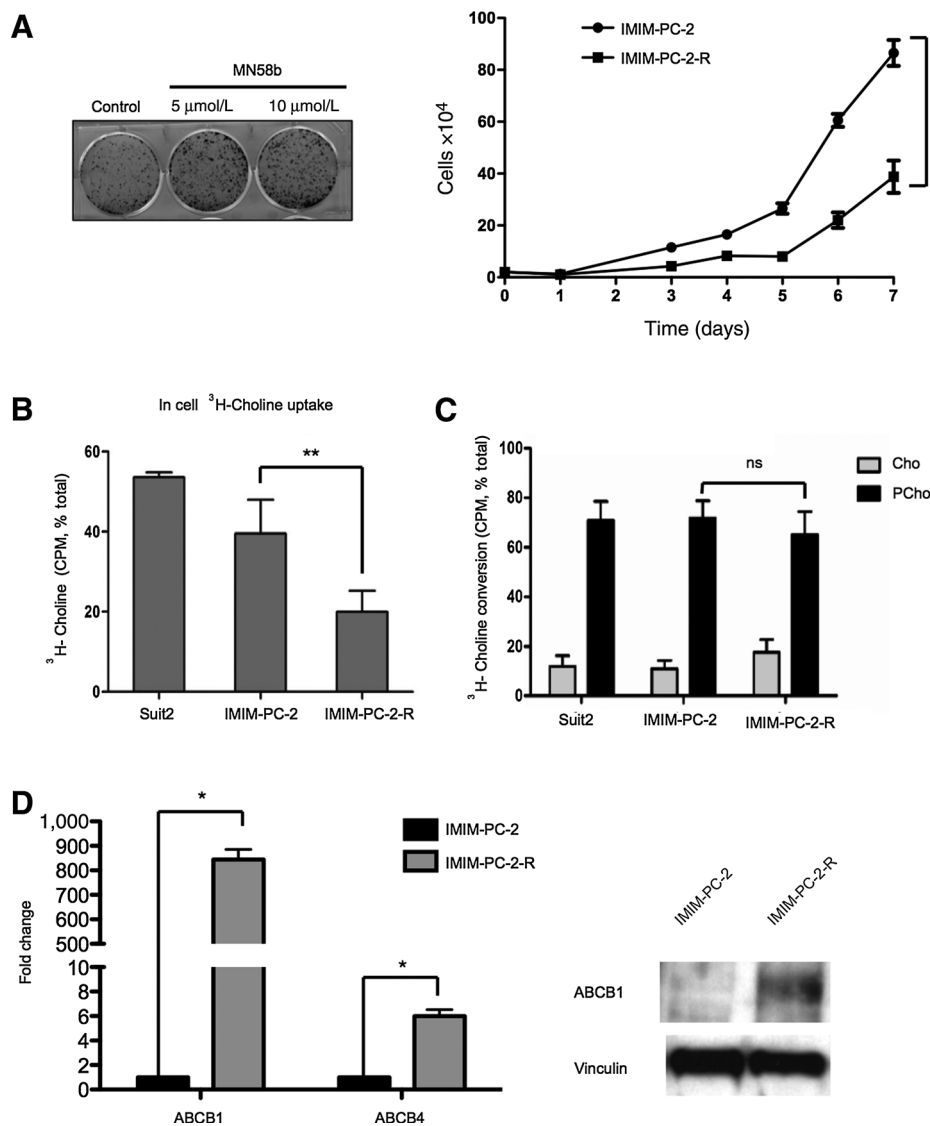 A
MN58b
Control
5 μmol/L
10 μmol/L
Cells ×10⁴
100
80
60
40
20
0
IMIM-PC-2
IMIM-PC-2-R
0 1 2 3 4 5 6 7
Time (days)
B
In cell ³H-Choline uptake
³H- Choline (CPM, % total)
60
40
20
0
**
Suit2
IMIM-PC-2
IMIM-PC-2-R
C
³H- Choline conversion (CPM, % total)
100
80
60
40
20
0
ns
Cho
PCho
Suit2
IMIM-PC-2
IMIM-PC-2-R
D
Fold change
1,000
900
800
700
600
500
10
8
6
4
2
0
*
*
IMIM-PC-2
IMIM-PC-2-R
ABCB1
ABCB4
IMIM-PC-2
IMIM-PC-2-R
ABCB1
Vinculin